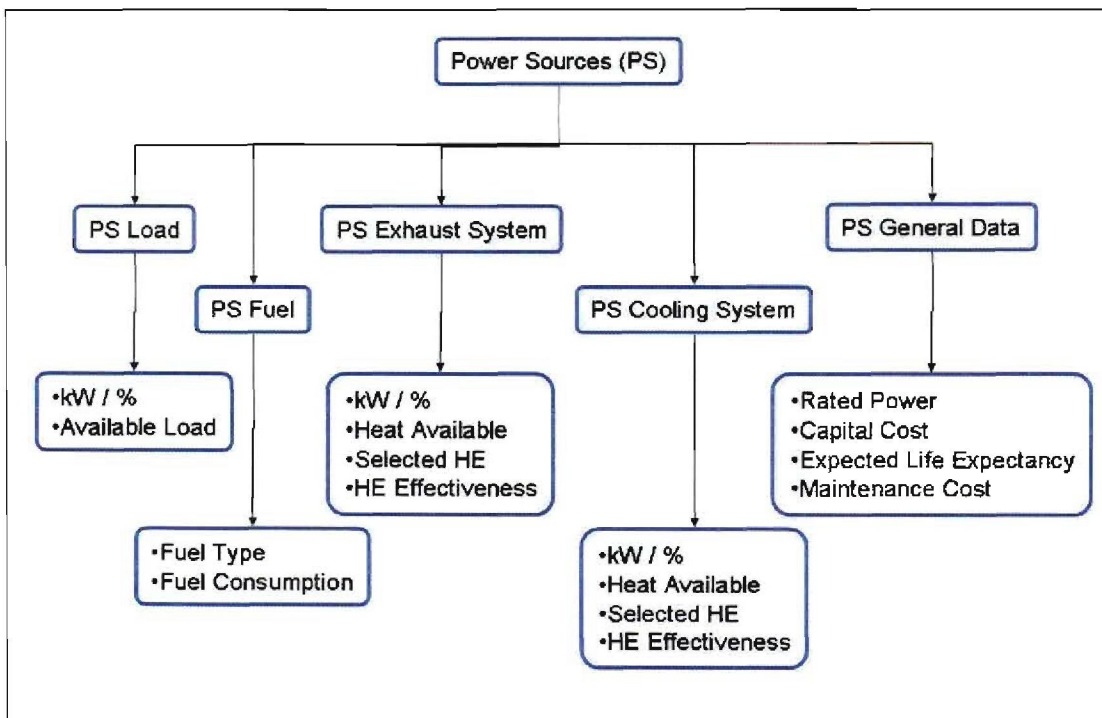 Power Sources (PS)
PS Load
PS Exhaust System
PS General Data
PS Fuel
PS Cooling System
•kW / %
•Available Load
•kW / %
•Heat Available
•Selected HE
•HE Effectiveness
•Rated Power
•Capital Cost
•Expected Life Expectancy
•Maintenance Cost
•Fuel Type
•Fuel Consumption
•kW / %
•Heat Available
•Selected HE
•HE Effectiveness